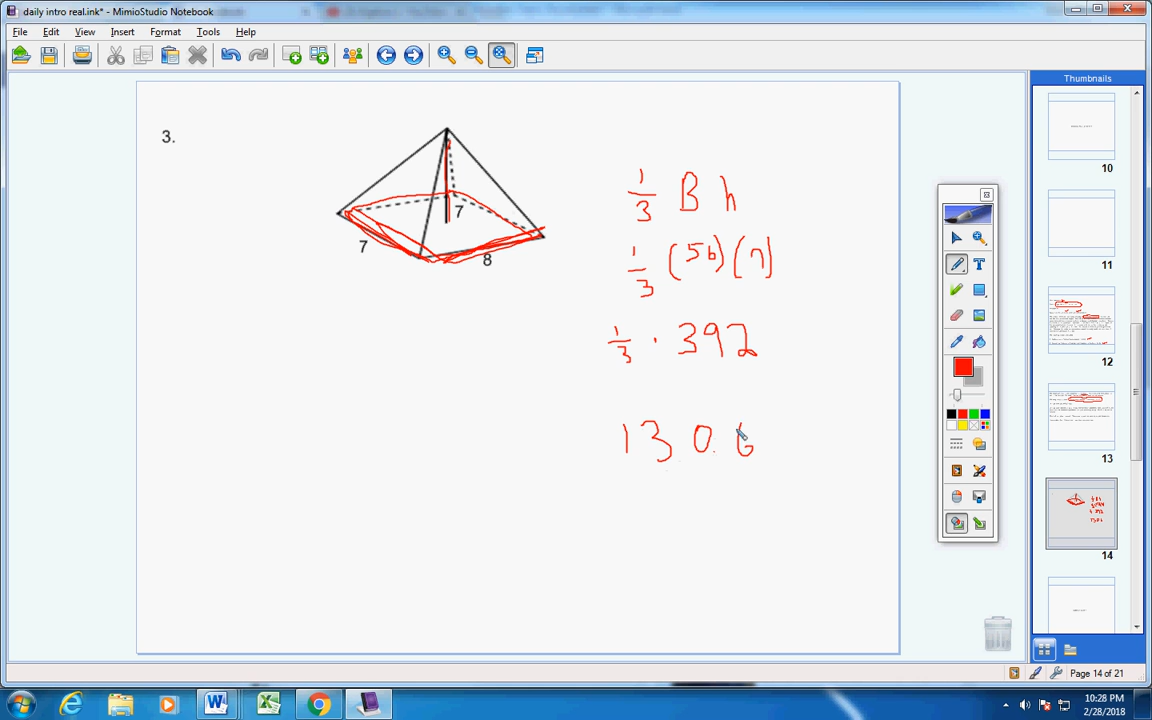 daily intro real.ink* - MimioStudio Notebook
File Edit View Insert Format Tools Help
Thumbnails
3.
7
7
8
1/3 B h
1/3 (56) (7)
1/3 · 392
130.6
10
11
12
13
14
Page 14 of 21
10:28 PM
2/28/2018